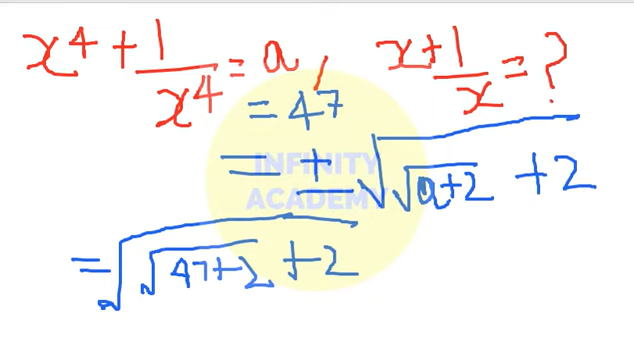 x⁴ + 1/x⁴ = a, x + 1/x = ?
= 47
= ± √(√(a+2) + 2)
INFINITY
ACADEMY
= √(√(47+2) + 2)